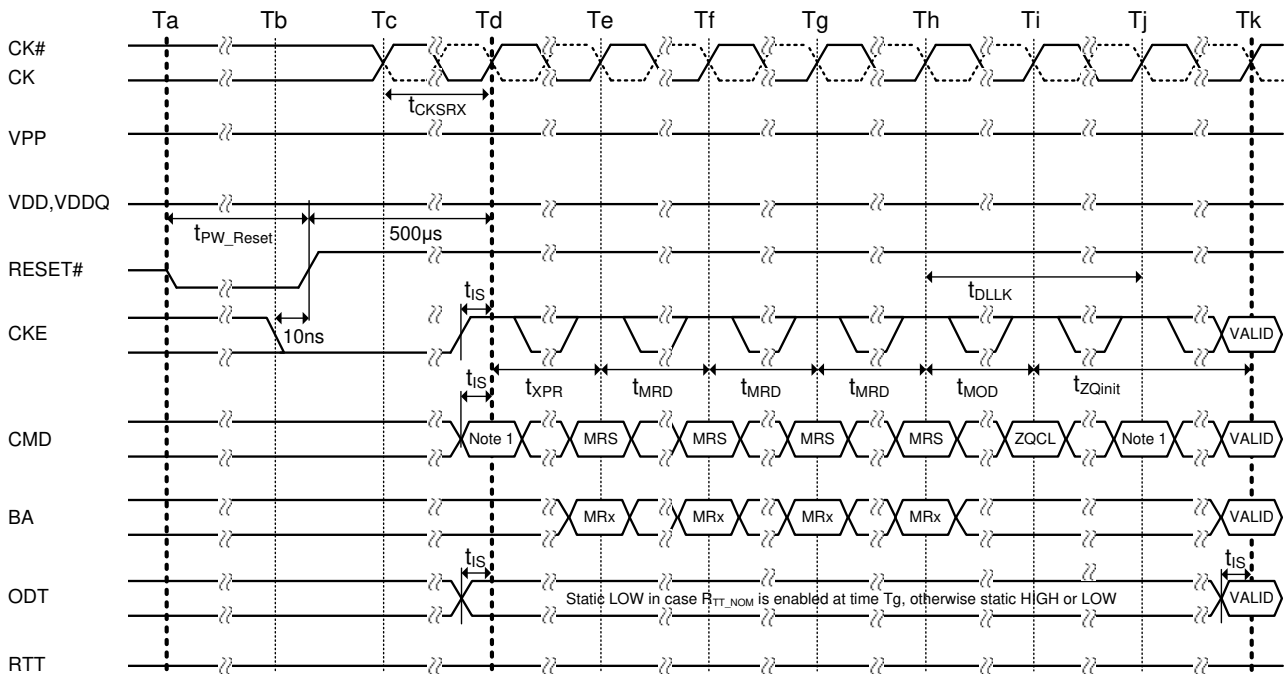 Ta Tb Tc Td Te Tf Tg Th Ti Tj Tk
CK#
CK
tCKSRX
VPP
VDD,VDDQ
tPW_Reset
500µs
RESET#
tIS
tDLLK
CKE
10ns
VALID
tIS
tXPR
tMRD
tMRD
tMRD
tMOD
tZQinit
CMD
Note 1
MRS
MRS
MRS
MRS
ZQCL
Note 1
VALID
BA
MRx
MRx
MRx
MRx
VALID
tIS
tIS
ODT
Static LOW in case RTT_NOM is enabled at time Tg, otherwise static HIGH or LOW
VALID
RTT